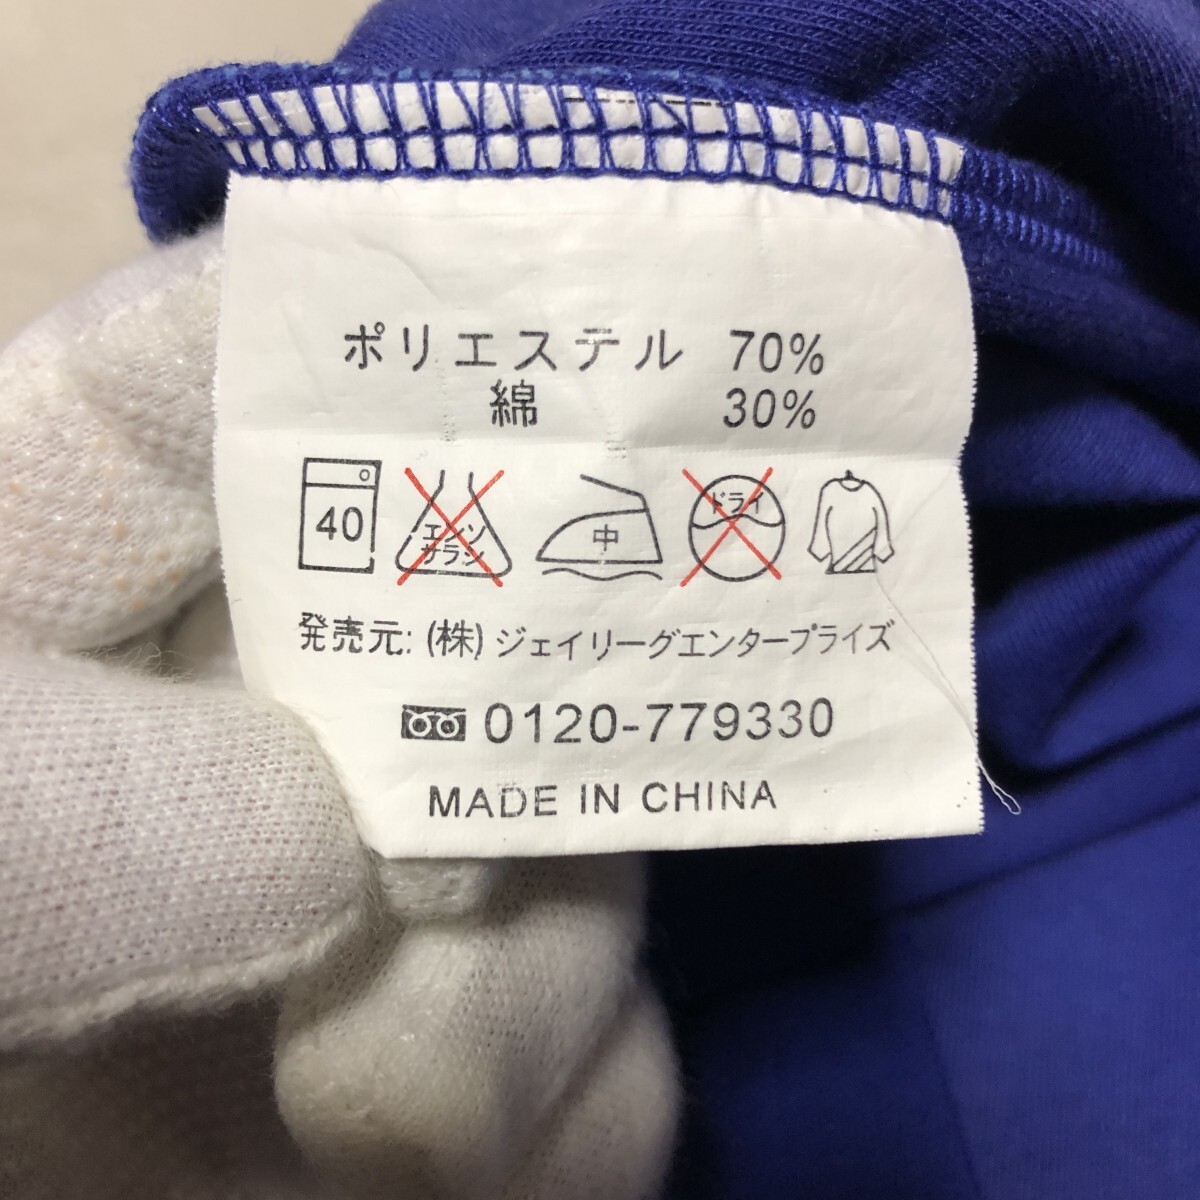 ポリエステル 70%
綿 30%
40 エンソ サラシ 中 ドライ
発売元: (株) ジェイリーグエンタープライズ
0120-779330
MADE IN CHINA